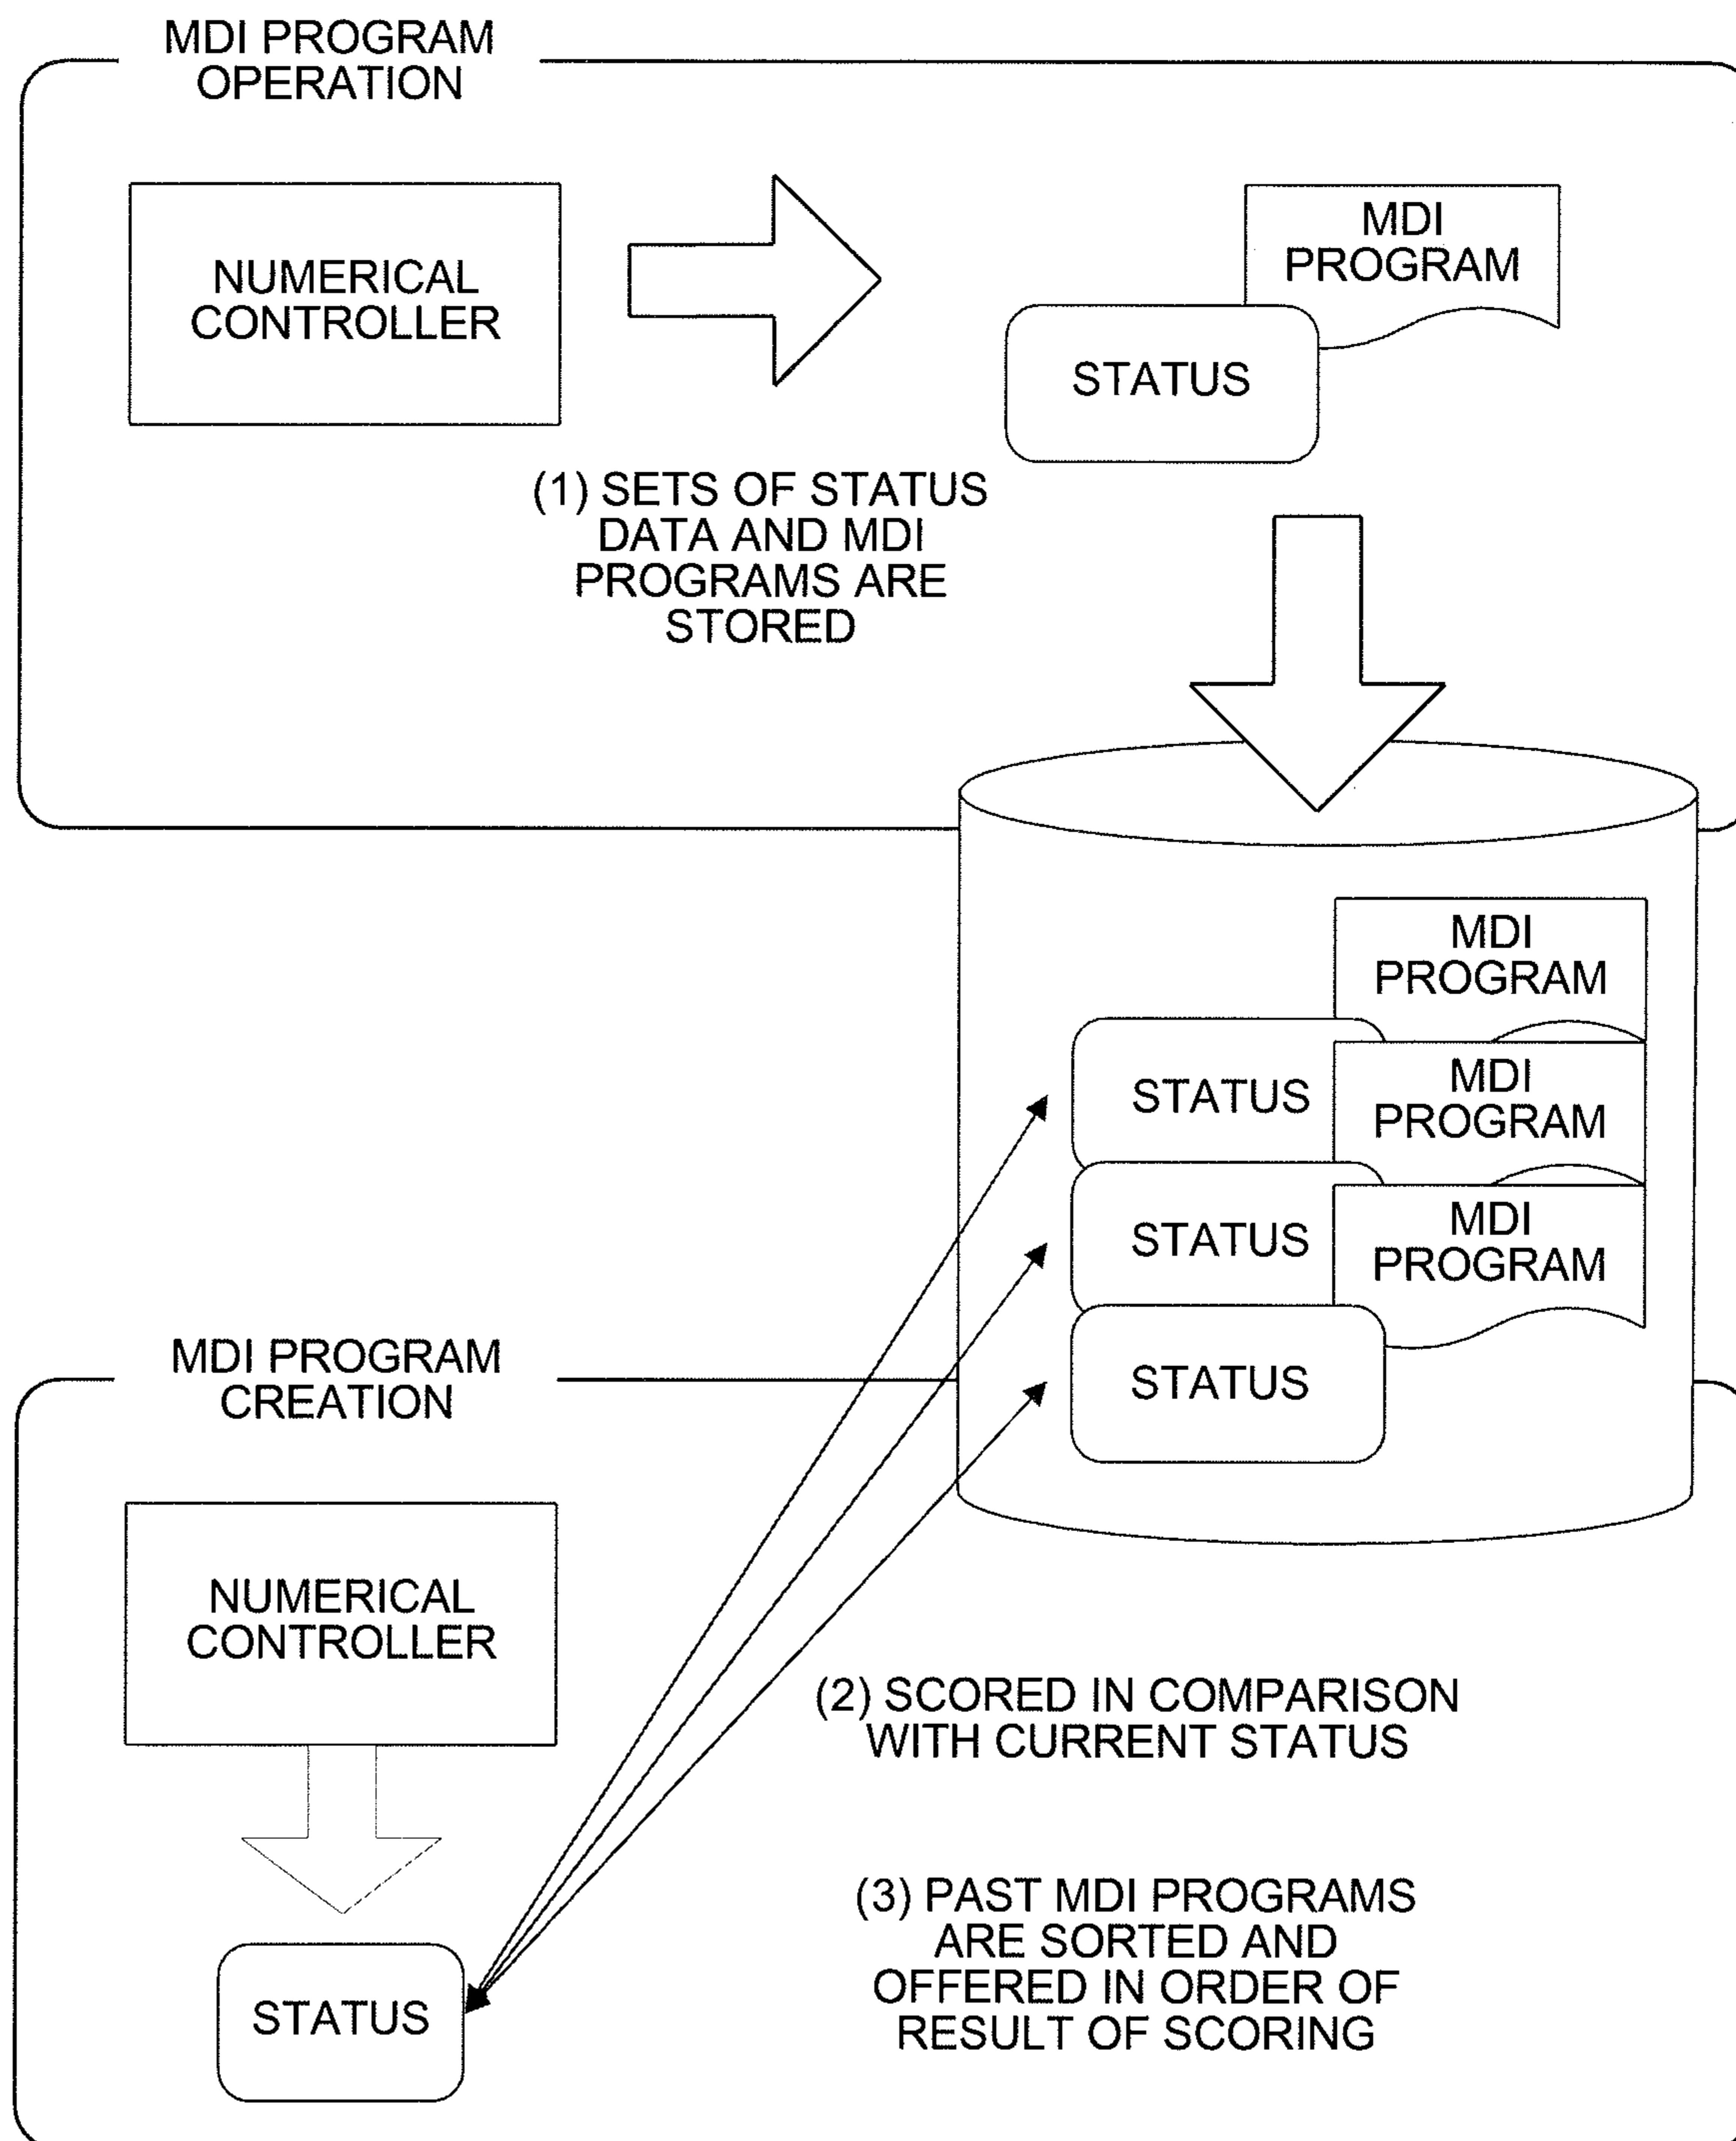 MDI PROGRAM
OPERATION
NUMERICAL
CONTROLLER
MDI
PROGRAM
STATUS
(1) SETS OF STATUS
DATA AND MDI
PROGRAMS ARE
STORED
MDI
PROGRAM
STATUS
MDI
PROGRAM
STATUS
MDI
PROGRAM
STATUS
MDI PROGRAM
CREATION
NUMERICAL
CONTROLLER
(2) SCORED IN COMPARISON
WITH CURRENT STATUS
(3) PAST MDI PROGRAMS
ARE SORTED AND
OFFERED IN ORDER OF
RESULT OF SCORING
STATUS